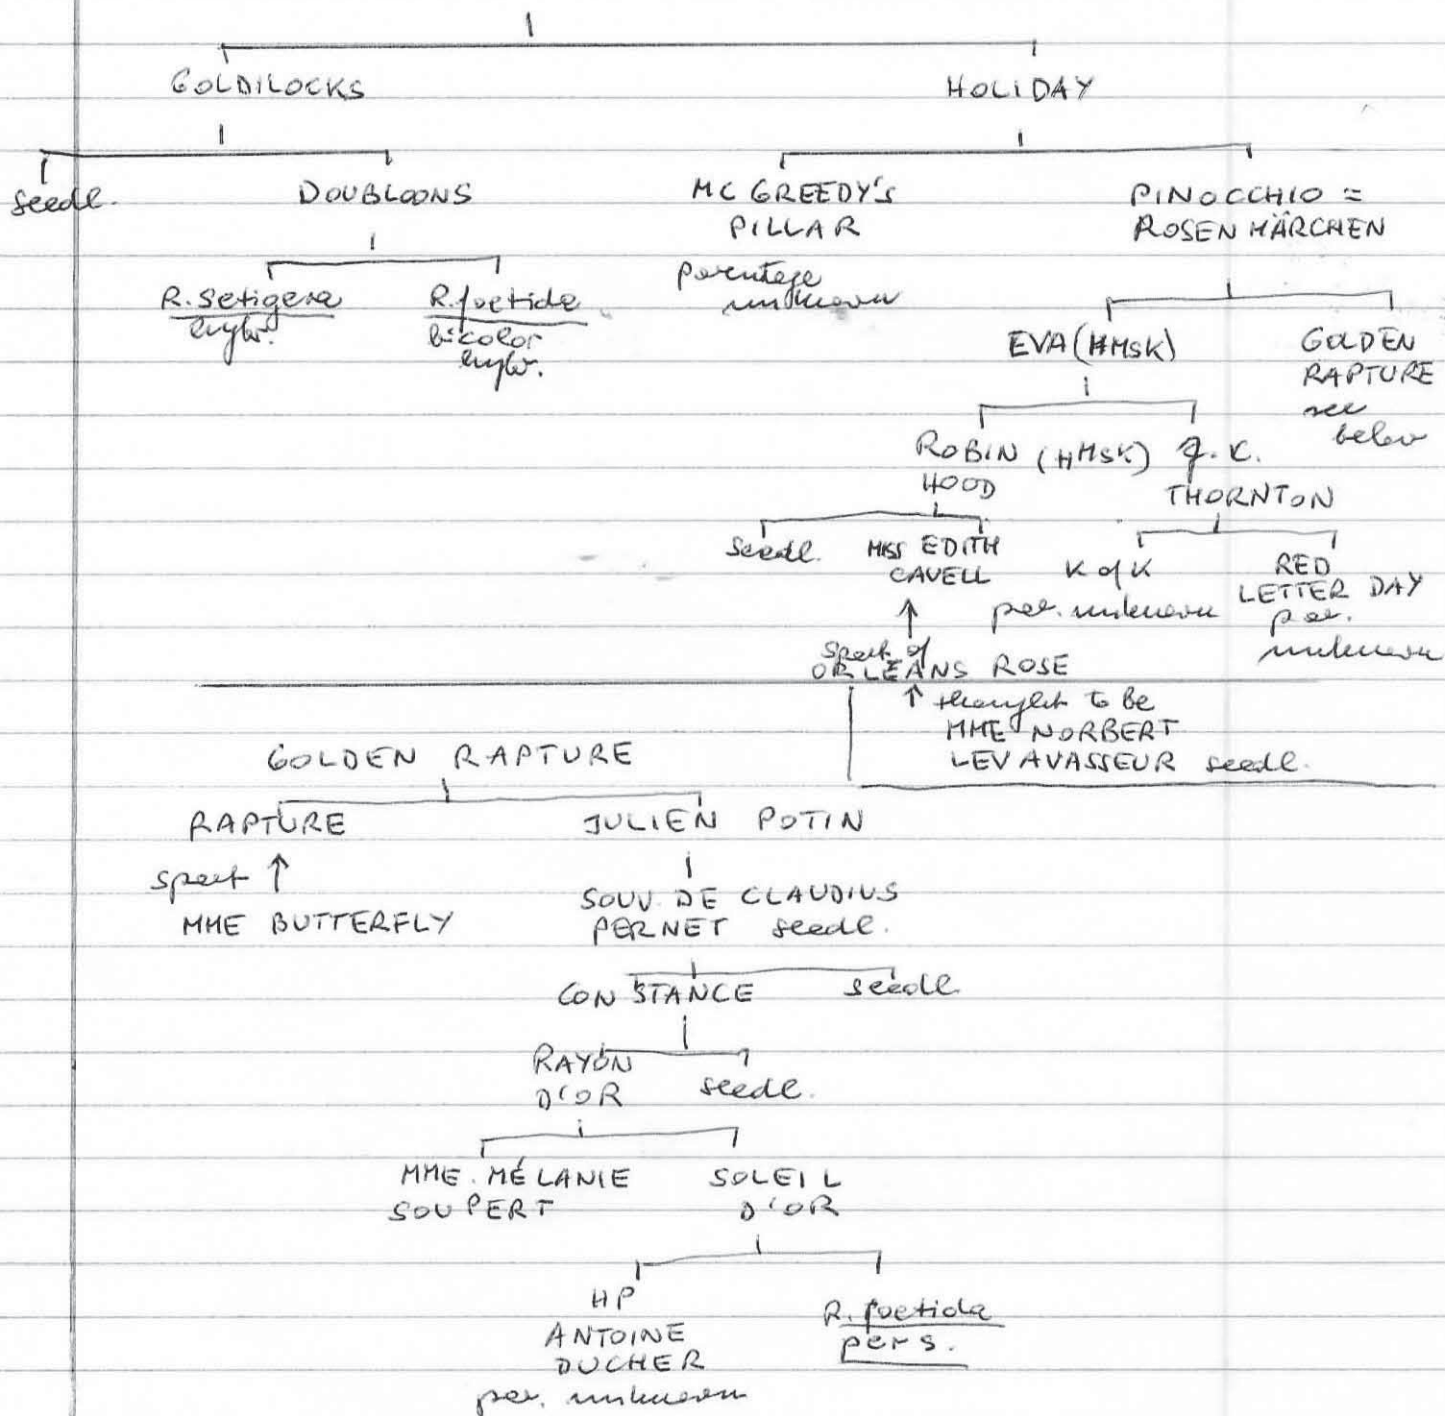 GOLDILOCKS HOLIDAY
seedl. DOUBLOONS MC GREEDY'S PINOCCHIO =
PILLAR ROSENMÄRCHEN
R. setigera R. foetida parentage
hybr. bicolor unknown
hybr. EVA (HMSK) GOLDEN
RAPTURE
see
below
ROBIN (HMSK) J. C.
HOOD THORNTON
seedl. MISS EDITH K of K RED
CAVELL par. unknown LETTER DAY
par.
unknown
sport of
ORLÉANS ROSE
↑ thought to be
MME NORBERT
LEVAVASSEUR seedl.
GOLDEN RAPTURE
RAPTURE JULIEN POTIN
sport ↑
MME BUTTERFLY SOUV. DE CLAUDIUS
PERNET seedl.
CONSTANCE seedl.
RAYON seedl.
D'OR
MME. MÉLANIE SOLEIL
SOUPERT D'OR
HP R. foetida
ANTOINE pers.
DUCHER
par. unknown